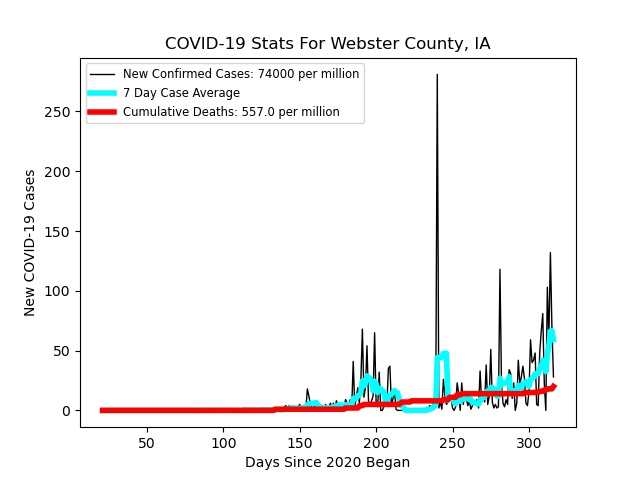 COVID-19 Stats For Webster County, IA
New Confirmed Cases: 74000 per million
7 Day Case Average
Cumulative Deaths: 557.0 per million
New COVID-19 Cases
250
200
150
100
50
0
50 100 150 200 250 300
Days Since 2020 Began